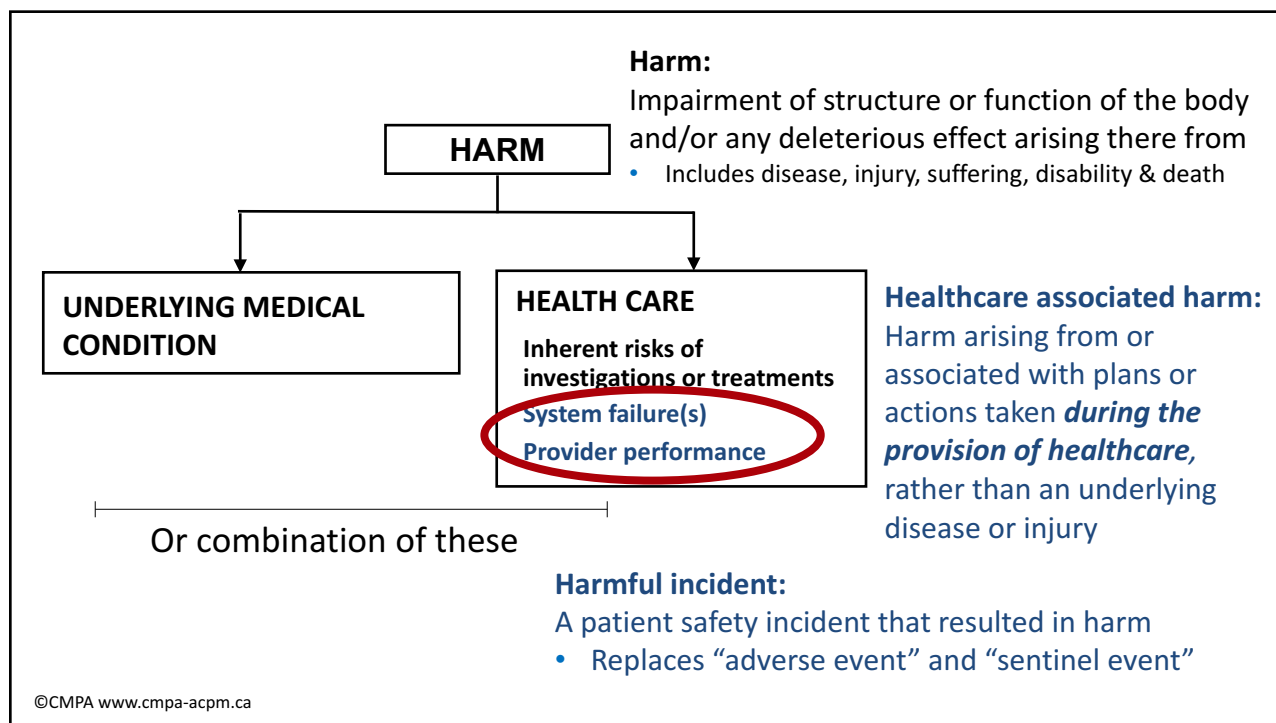 Harm:
Impairment of structure or function of the body
and/or any deleterious effect arising there from
• Includes disease, injury, suffering, disability & death
HARM
UNDERLYING MEDICAL
CONDITION
HEALTH CARE
Inherent risks of
investigations or treatments
System failure(s)
Provider performance
Healthcare associated harm:
Harm arising from or
associated with plans or
actions taken during the
provision of healthcare,
rather than an underlying
disease or injury
Or combination of these
Harmful incident:
A patient safety incident that resulted in harm
• Replaces “adverse event” and “sentinel event”
©CMPA www.cmpa-acpm.ca